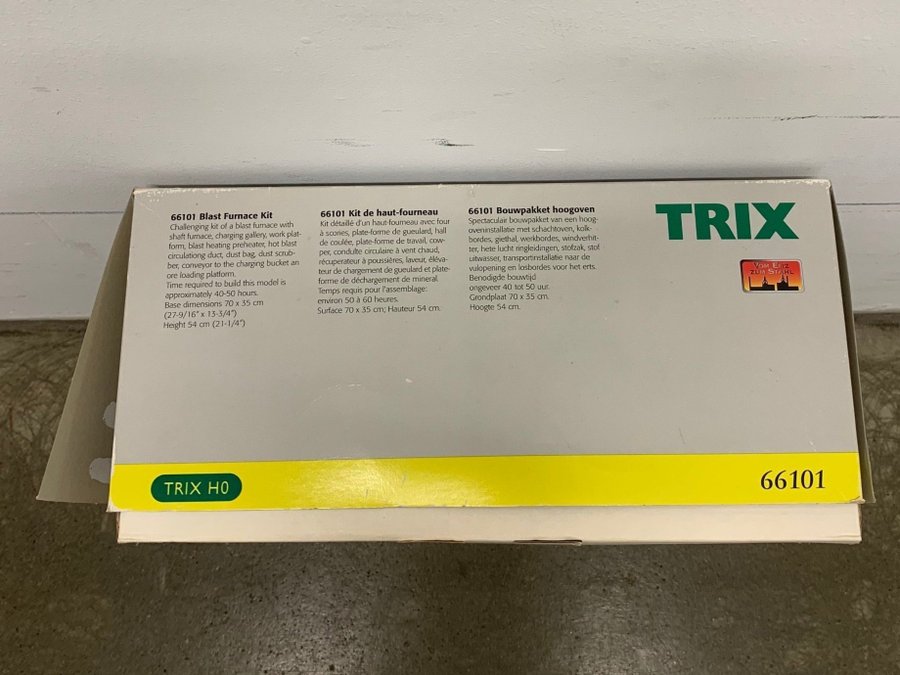 66101 Blast Furnace Kit
Challenging kit of a blast furnace with
shaft furnace, charging gallery, work plat-
form, blast heating preheater, hot blast
circulationg duct, dust bag, dust scrub-
ber, conveyor to the charging bucket an
ore loading platform.
Time required to build this model is
approximately 40-50 hours.
Base dimensions 70 x 35 cm
(27-9/16" x 13-3/4")
Height 54 cm (21-1/4")
66101 Kit de haut-fourneau
Kit détaillé d'un haut-fourneau avec four
à scories, plate-forme de gueulard, hall
de coulée, plate-forme de travail, cow-
per, conduite circulaire à vent chaud,
récupérateur à poussières, laveur, éléva-
teur de chargement de gueulard et plate-
forme de déchargement de mineral.
Temps requis pour l'assemblage:
environ 50 à 60 heures.
Surface 70 x 35 cm; Hauteur 54 cm.
66101 Bouwpakket hoogoven
Spectaculair bouwpakket van een hoog-
oveninstallatie met schachtoven, kolk-
bordes, giethal, werkbordes, windverhit-
ter, hete lucht ringleidingen, stofzak, stof
uitwasser, transportinstallatie naar de
vulopening en losbordes voor het erts.
Benodigde bouwtijd
ongeveer 40 tot 50 uur.
Grondplaat 70 x 35 cm.
Hoogte 54 cm.
TRIX
VOM ERZ
ZUM STAHL
TRIX H0
66101